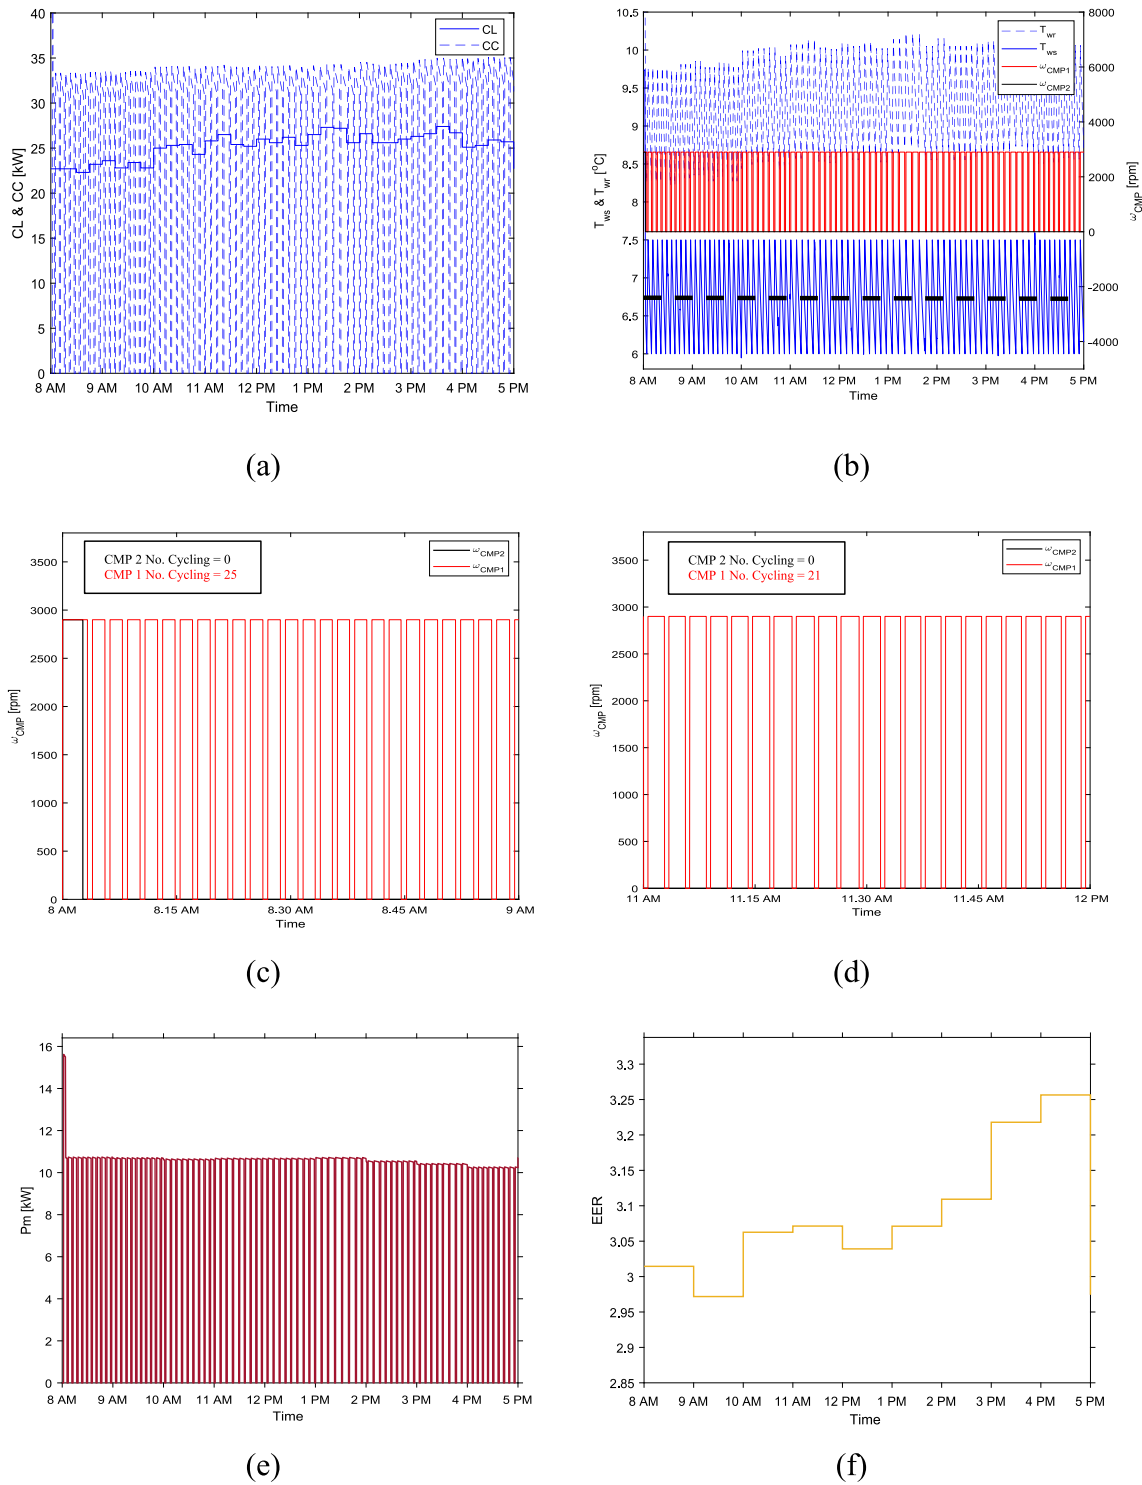 40
35
30
25
20
15
10
5
0
CL & CC [kW]
CL
CC
8 AM 9 AM 10 AM 11 AM 12 PM 1 PM 2 PM 3 PM 4 PM 5 PM
Time
(a)
10.5
10
9.5
9
8.5
8
7.5
7
6.5
6
T_ws & T_wr [°C]
T_wr
T_ws
ω_CMP1
ω_CMP2
8000
6000
4000
2000
0
-2000
-4000
ω_CMP [rpm]
8 AM 9 AM 10 AM 11 AM 12 PM 1 PM 2 PM 3 PM 4 PM 5 PM
Time
(b)
3500
3000
2500
2000
1500
1000
500
0
ω_CMP [rpm]
CMP 2 No. Cycling = 0
CMP 1 No. Cycling = 25
ω_CMP2
ω_CMP1
8 AM 8.15 AM 8.30 AM 8.45 AM 9 AM
Time
(c)
3500
3000
2500
2000
1500
1000
500
0
ω_CMP [rpm]
CMP 2 No. Cycling = 0
CMP 1 No. Cycling = 21
ω_CMP2
ω_CMP1
11 AM 11.15 AM 11.30 AM 11.45 AM 12 PM
Time
(d)
16
14
12
10
8
6
4
2
0
Pm [kW]
8 AM 9 AM 10 AM 11 AM 12 PM 1 PM 2 PM 3 PM 4 PM 5 PM
Time
(e)
3.3
3.25
3.2
3.15
3.1
3.05
3
2.95
2.9
2.85
EER
8 AM 9 AM 10 AM 11 AM 12 PM 1 PM 2 PM 3 PM 4 PM 5 PM
Time
(f)